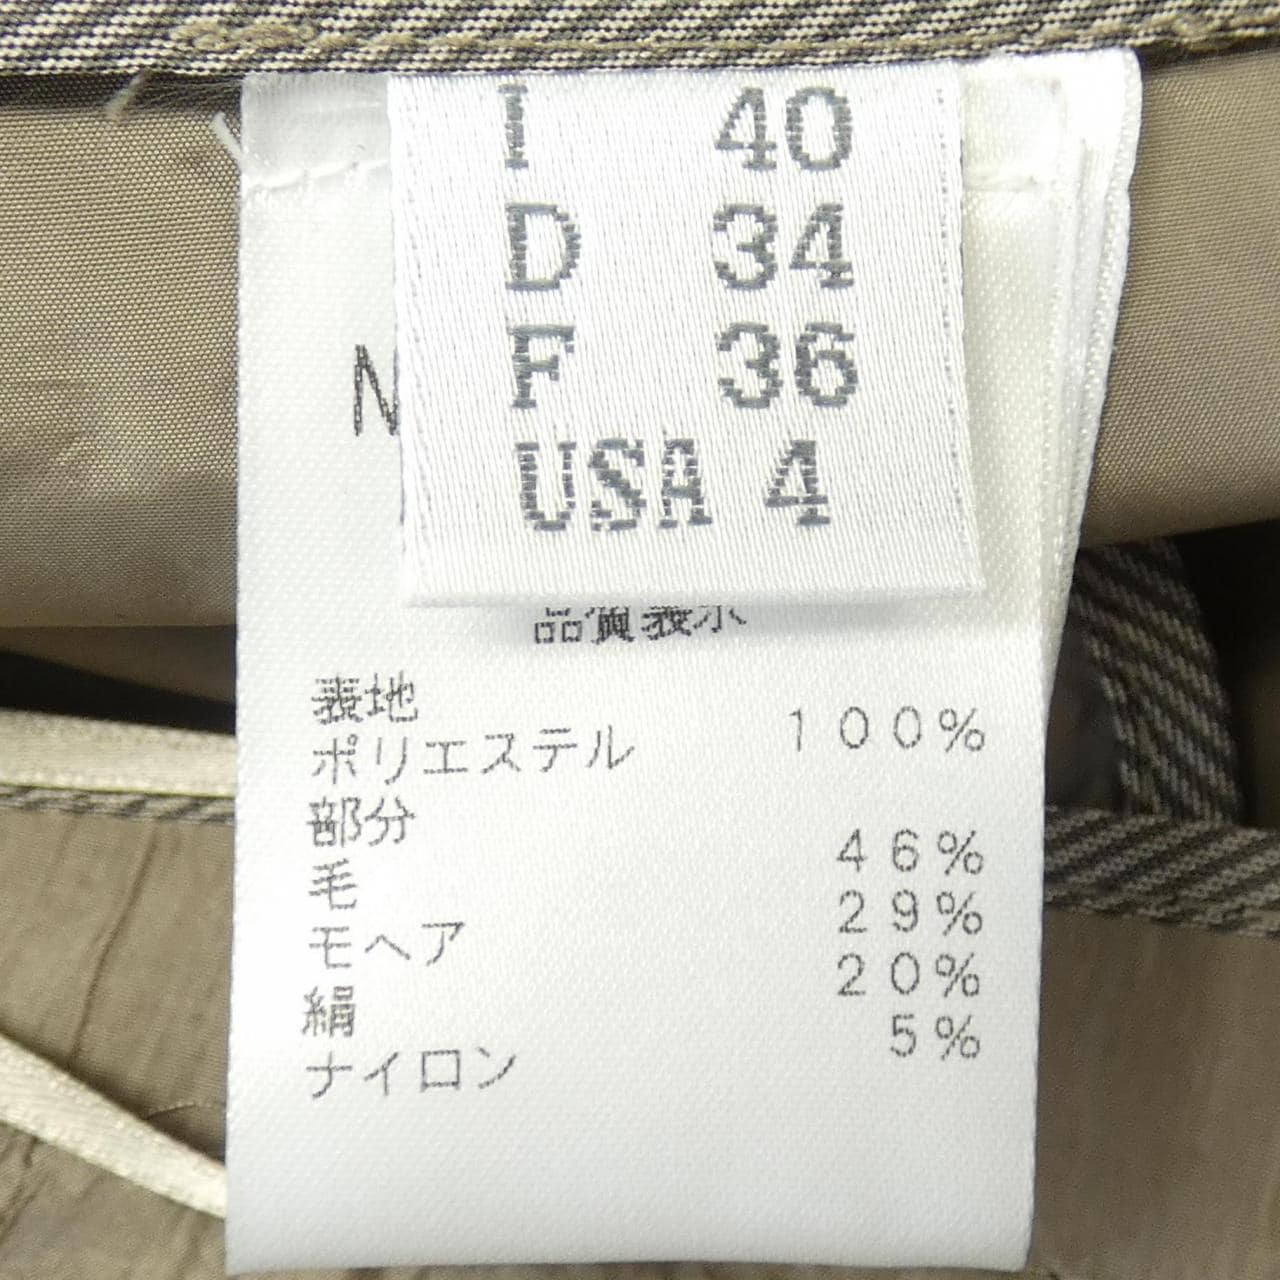 I 40
D 34
F 36
USA 4
N
品質表示
表地
ポリエステル 100%
部分
毛 46%
モヘア 29%
絹 20%
ナイロン 5%